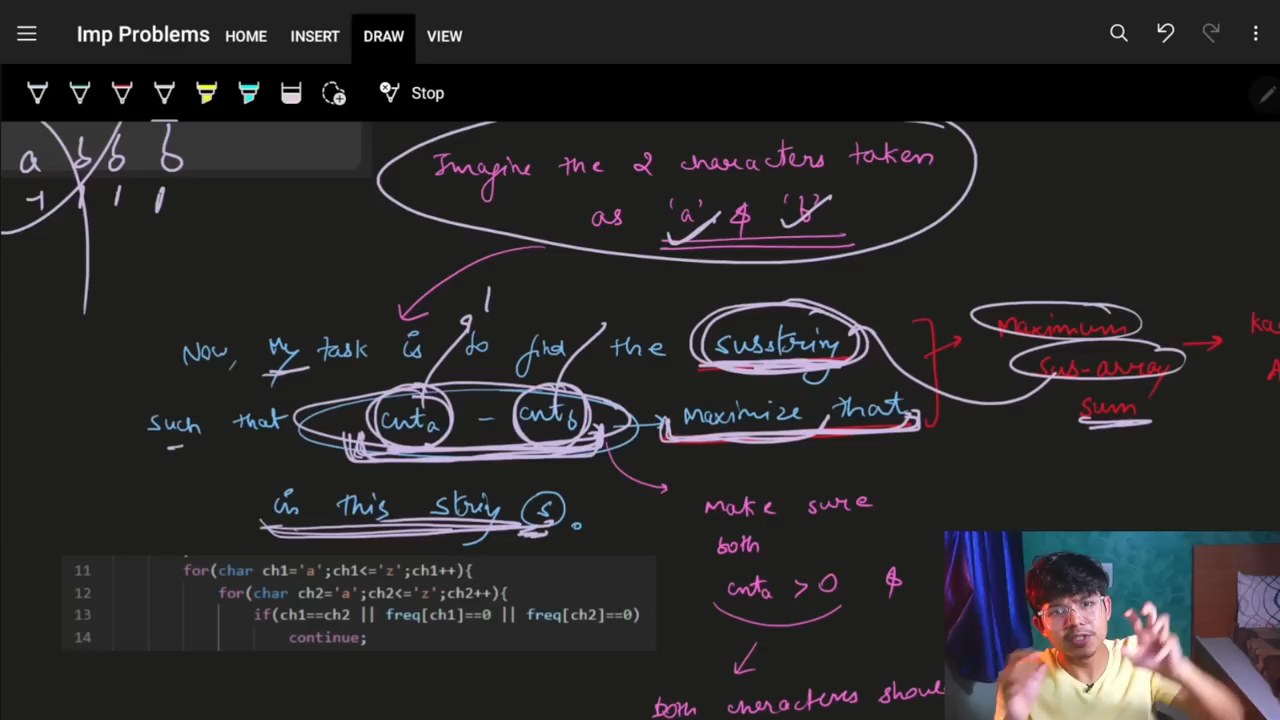 Imp Problems HOME INSERT DRAW VIEW
Stop
a b b b
-1 1 1 1
Imagine the 2 characters taken
as 'a' $ 'b'
1
Now, My task is to find the susstring
such that cnta - cntb → maximize that
in this string s.
maximum
sus-array
sum
make sure
both
cnta > 0 $
both characters
11 for(char ch1='a';ch1<='z';ch1++){
12 for(char ch2='a';ch2<='z';ch2++){
13 if(ch1==ch2 || freq[ch1]==0 || freq[ch2]==0)
14 continue;